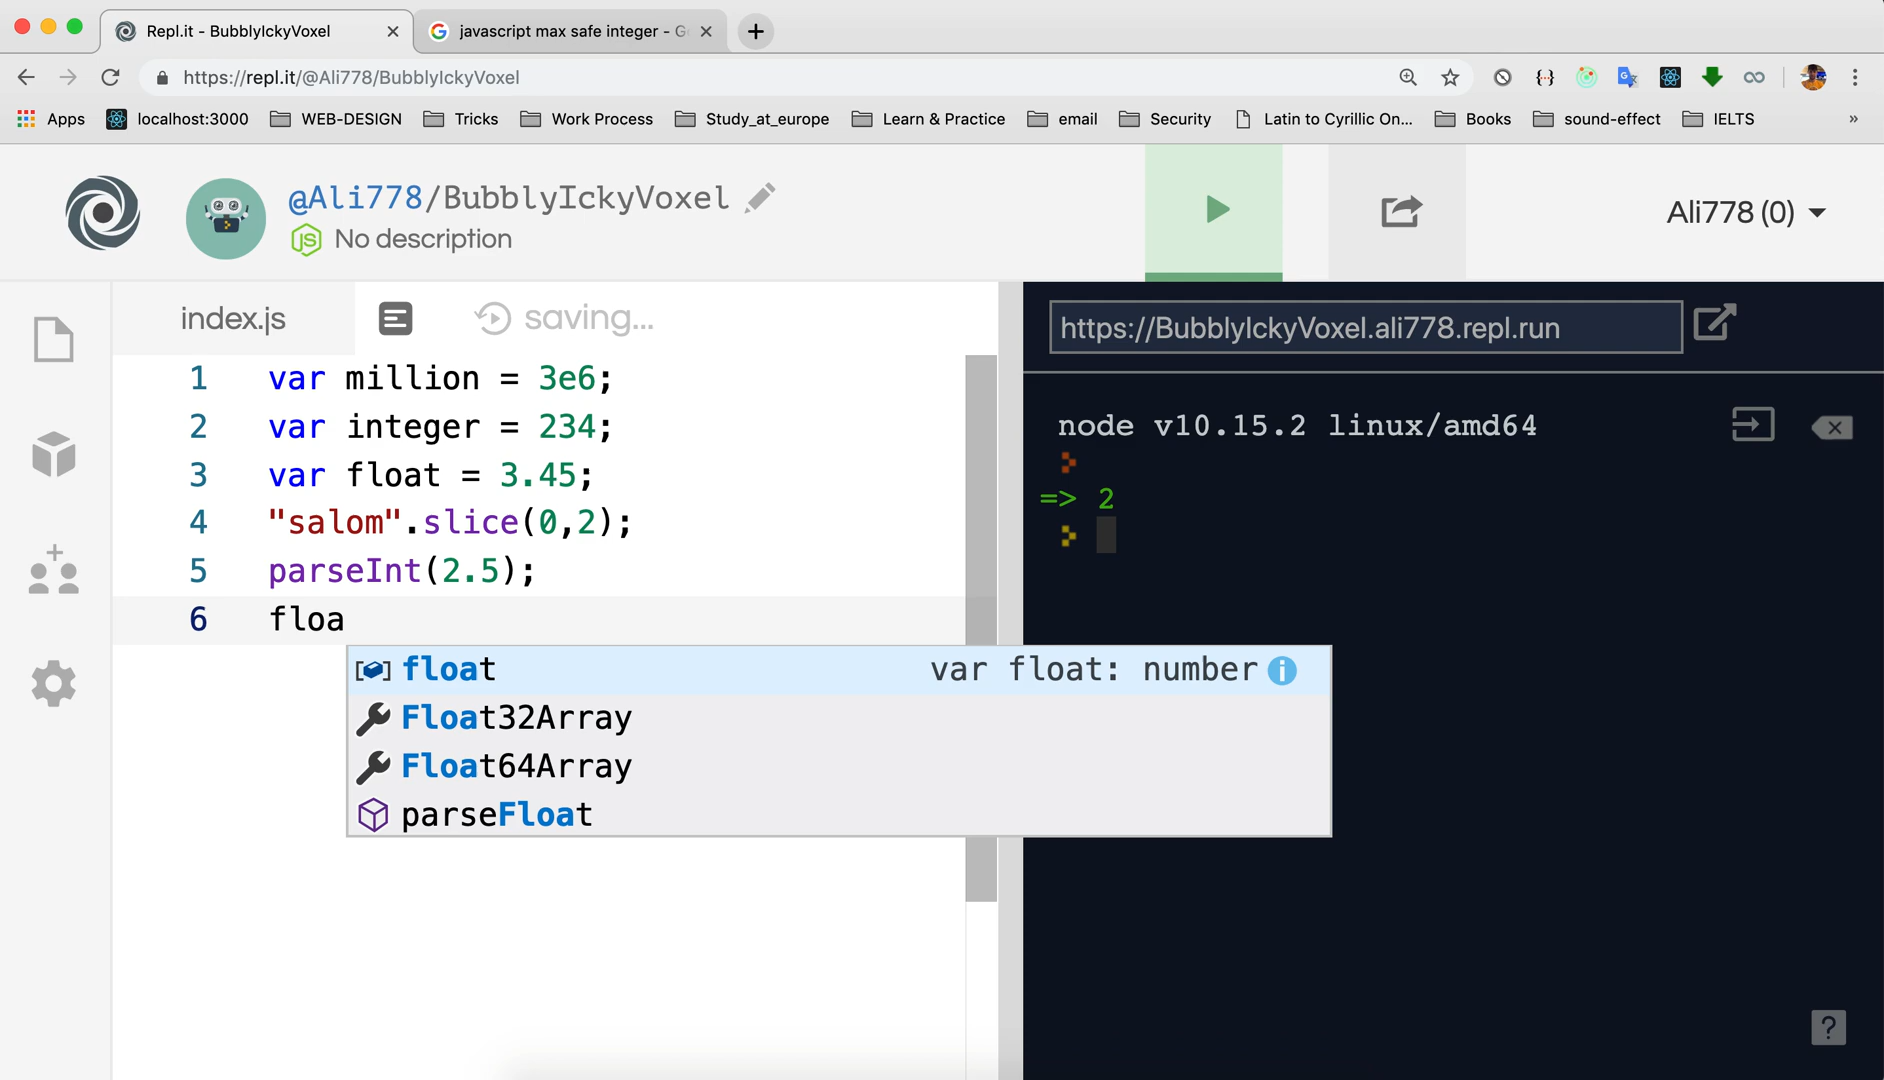 Repl.it - BubblyIckyVoxel
javascript max safe integer - G
https://repl.it/@Ali778/BubblyIckyVoxel
Apps localhost:3000 WEB-DESIGN Tricks Work Process Study_at_europe Learn & Practice email Security Latin to Cyrillic On... Books sound-effect IELTS »
@Ali778/BubblyIckyVoxel
JS No description
Ali778 (0)
index.js
saving...
1 var million = 3e6;
2 var integer = 234;
3 var float = 3.45;
4 "salom".slice(0,2);
5 parseInt(2.5);
6 floa
float var float: number
Float32Array
Float64Array
parseFloat
https://BubblyIckyVoxel.ali778.repl.run
node v10.15.2 linux/amd64
>
=> 2
>
?